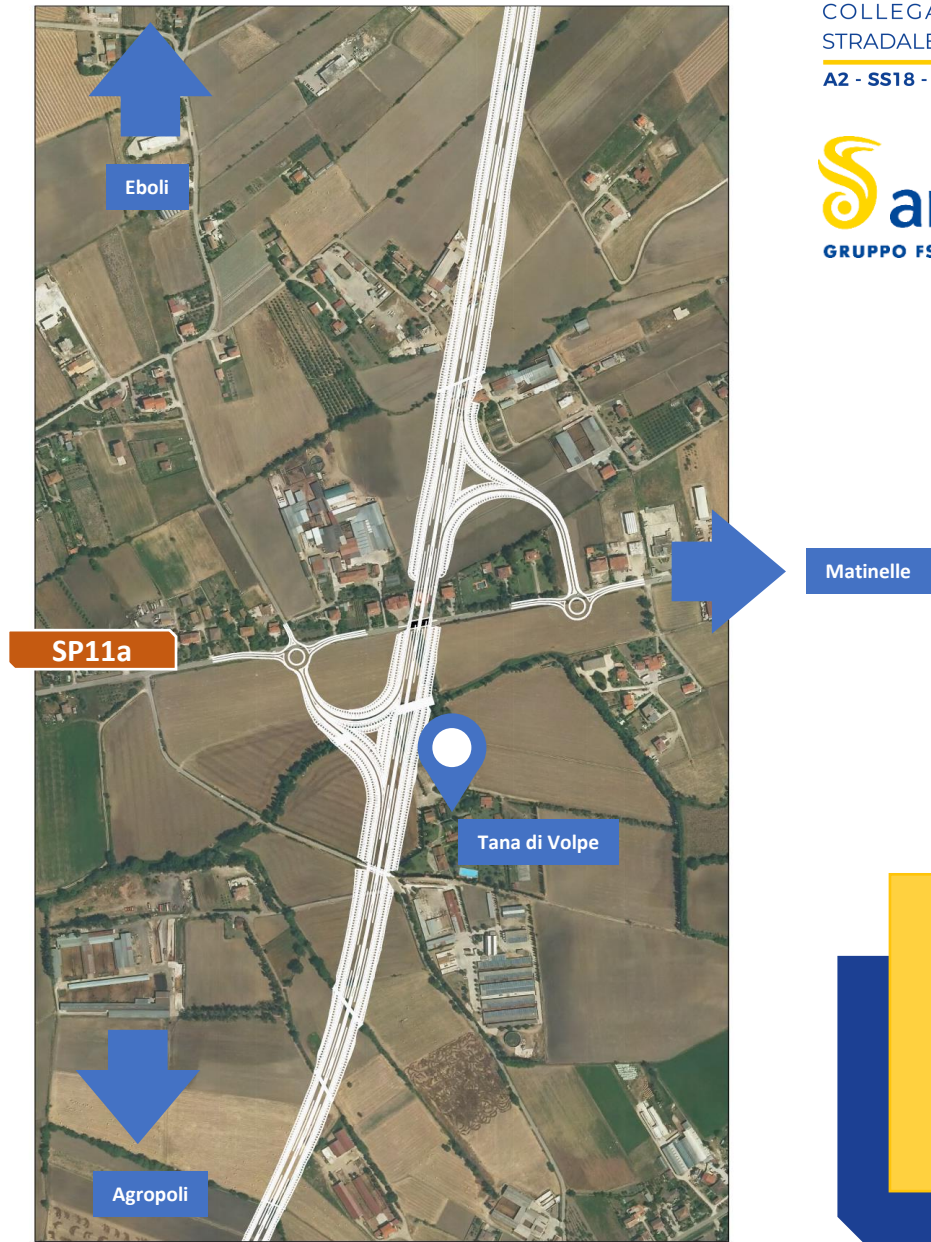 COLLEGA
STRADALE
A2 - SS18 -
GRUPPO FS
Eboli
Matinelle
SP11a
Tana di Volpe
Agropoli